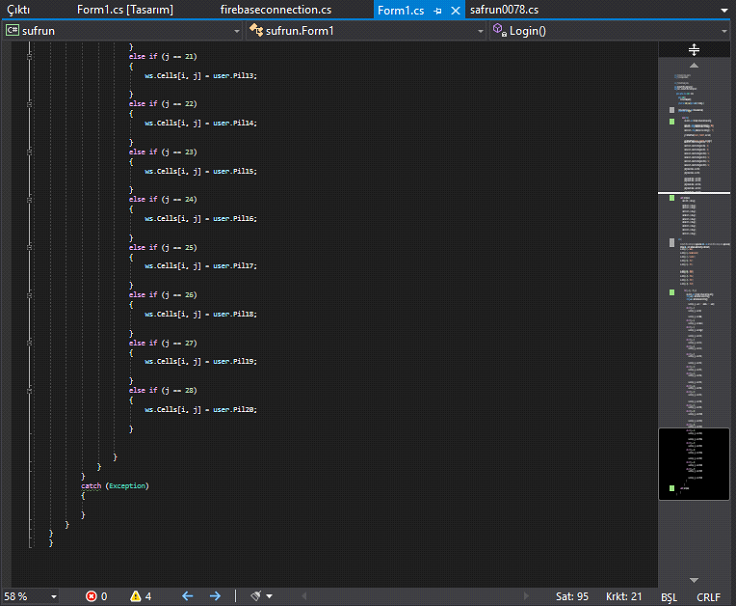 Çıktı
Form1.cs [Tasarım]
firebaseconnection.cs
Form1.cs
safrun0078.cs
sufrun
sufrun.Form1
Login()
}
else if (j == 21)
{
ws.Cells[i, j] = user.Pil13;
}
else if (j == 22)
{
ws.Cells[i, j] = user.Pil14;
}
else if (j == 23)
{
ws.Cells[i, j] = user.Pil15;
}
else if (j == 24)
{
ws.Cells[i, j] = user.Pil16;
}
else if (j == 25)
{
ws.Cells[i, j] = user.Pil17;
}
else if (j == 26)
{
ws.Cells[i, j] = user.Pil18;
}
else if (j == 27)
{
ws.Cells[i, j] = user.Pil19;
}
else if (j == 28)
{
ws.Cells[i, j] = user.Pil20;
}
}
}
}
catch (Exception)
{
}
}
}
}
58 %
0
4
Sat: 95
Krkt: 21
BŞL
CRLF